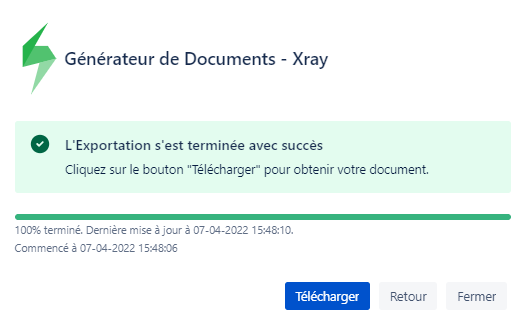 Générateur de Documents - Xray
L'Exportation s'est terminée avec succès
Cliquez sur le bouton "Télécharger" pour obtenir votre document.
100% terminé. Dernière mise à jour à 07-04-2022 15:48:10.
Commencé à 07-04-2022 15:48:06
Télécharger Retour Fermer